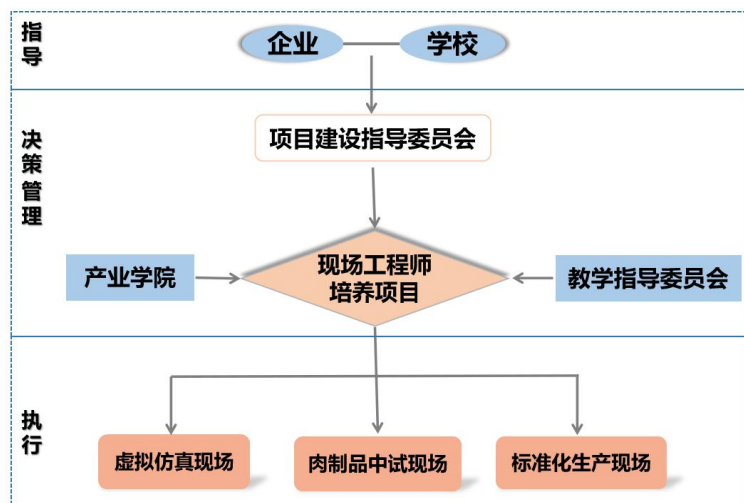 指导
企业
学校
决策管理
项目建设指导委员会
产业学院
现场工程师
培养项目
教学指导委员会
执行
虚拟仿真现场
肉制品中试现场
标准化生产现场